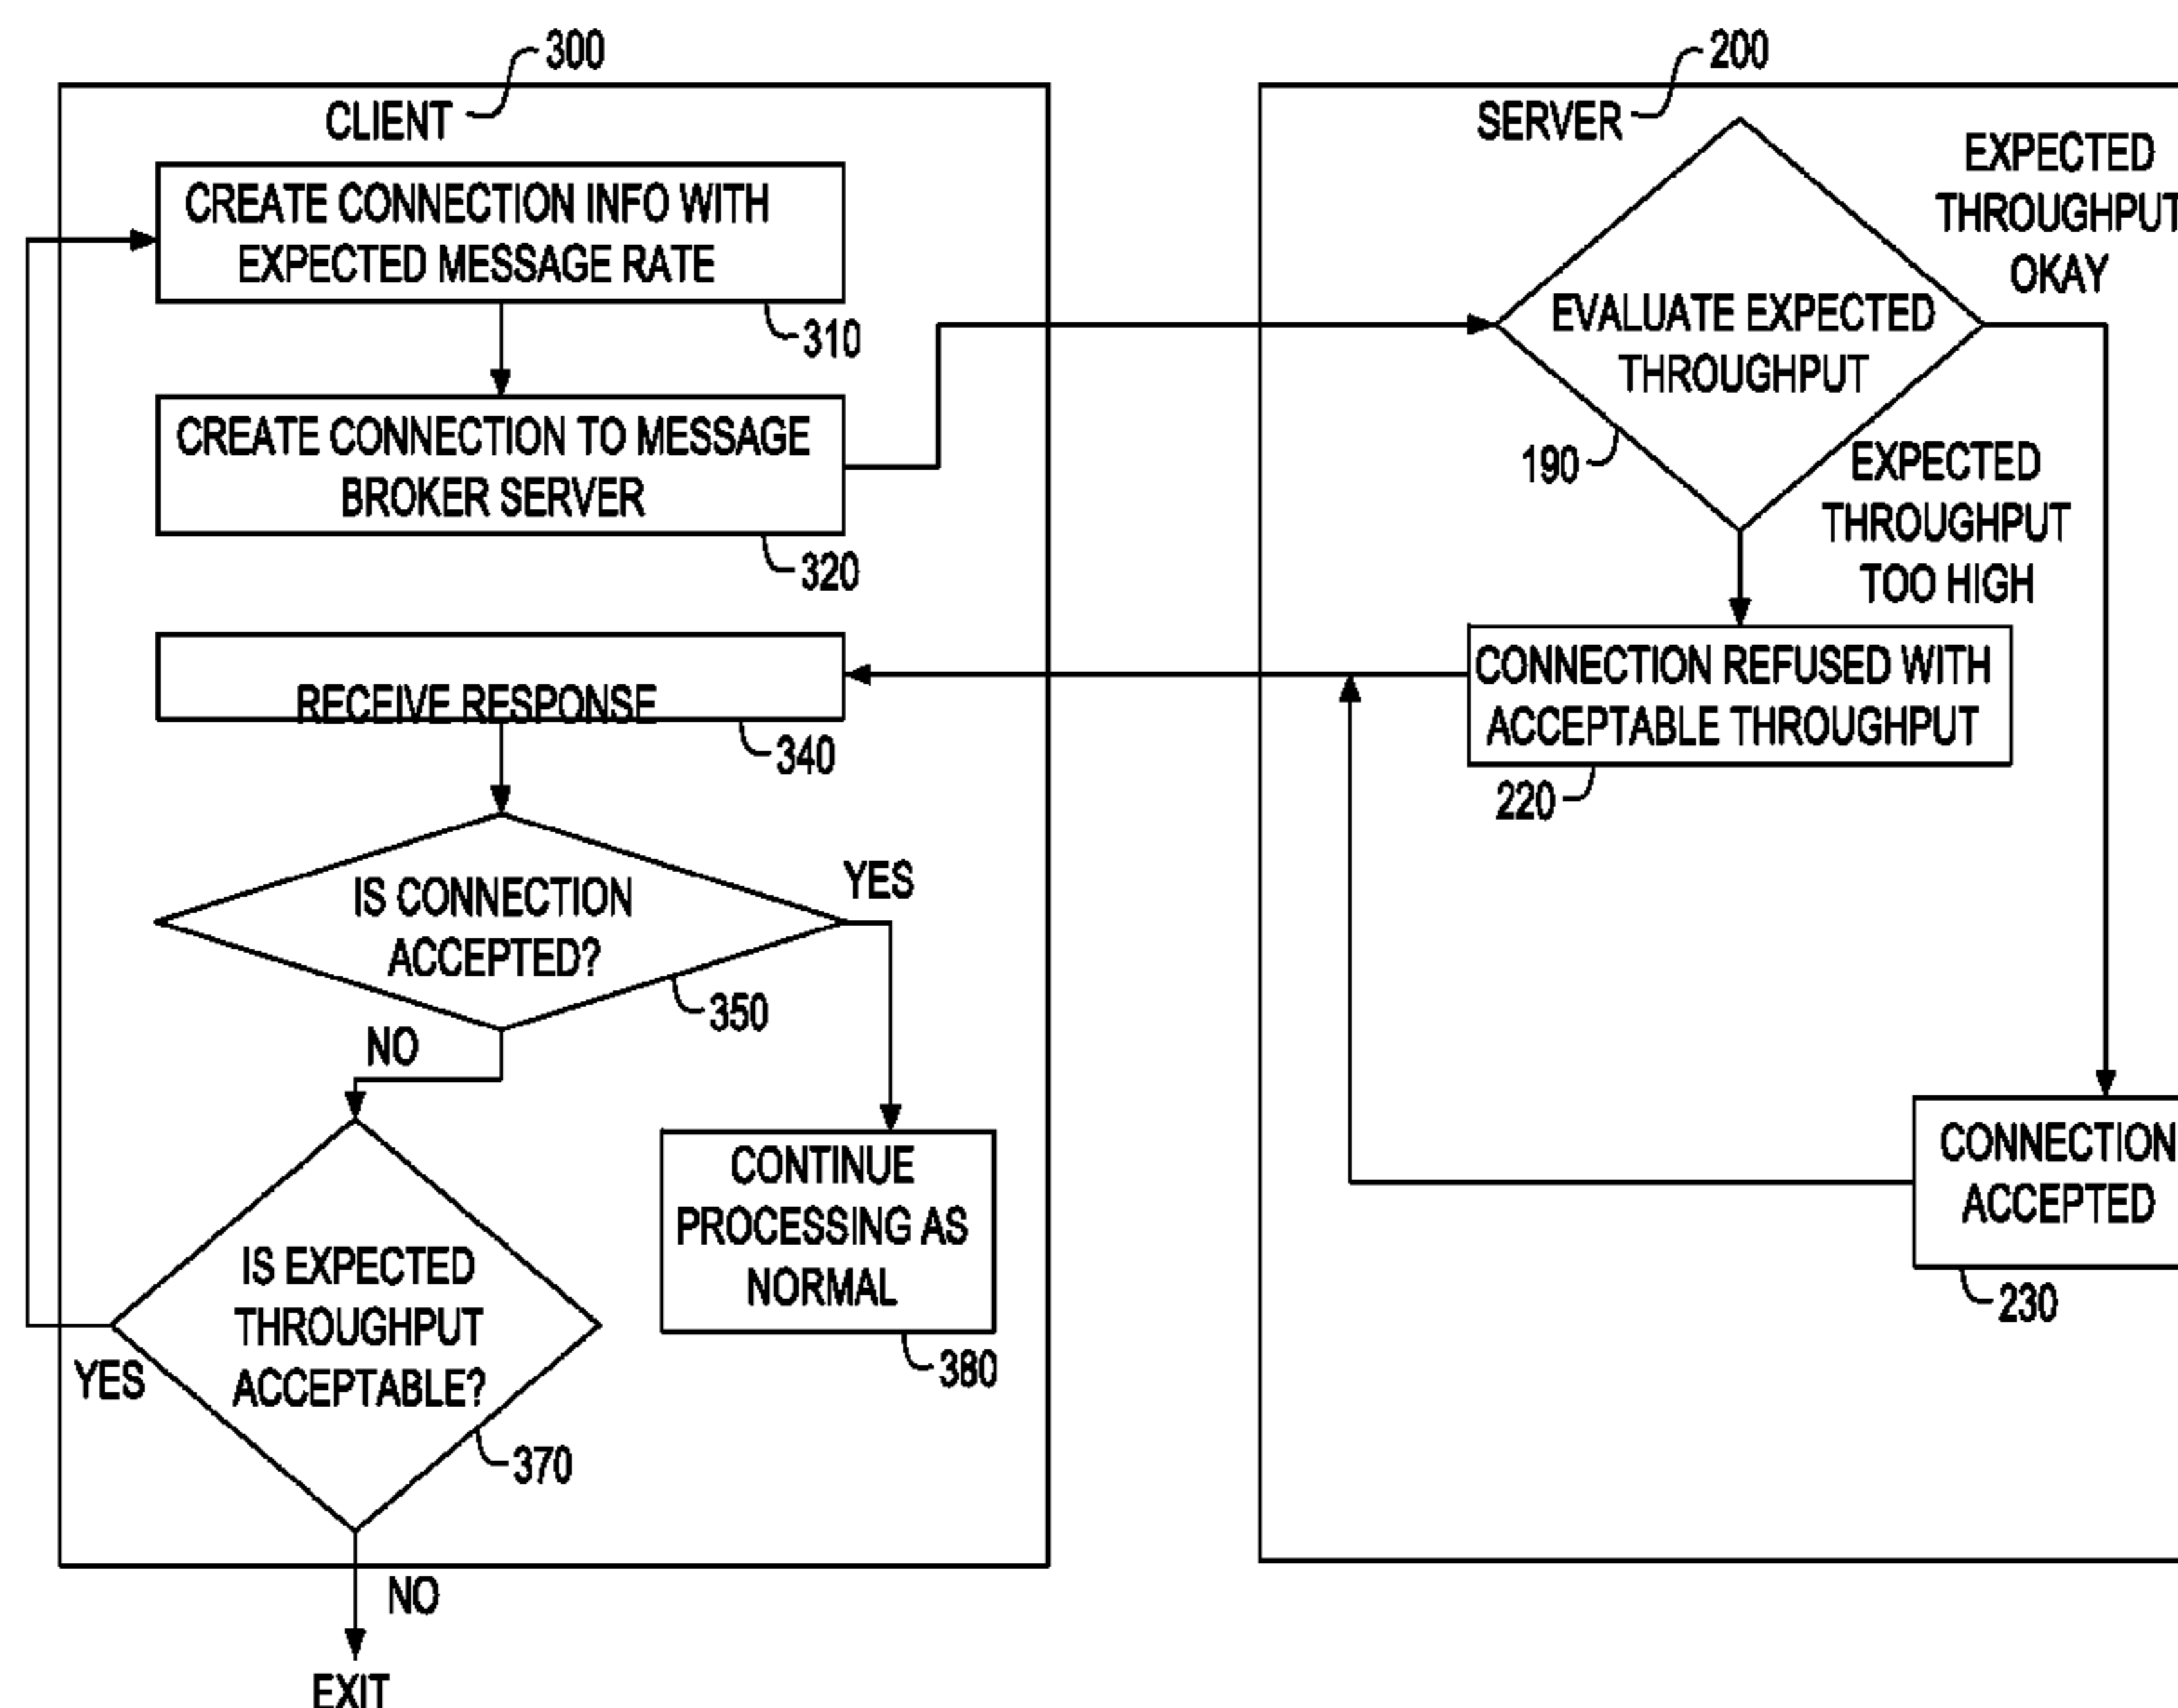 300
CLIENT
CREATE CONNECTION INFO WITH
EXPECTED MESSAGE RATE
310
CREATE CONNECTION TO MESSAGE
BROKER SERVER
320
RECEIVE RESPONSE
340
IS CONNECTION
ACCEPTED?
350
YES
NO
CONTINUE
PROCESSING AS
NORMAL
380
IS EXPECTED
THROUGHPUT
ACCEPTABLE?
370
YES
NO
EXIT
200
SERVER
EVALUATE EXPECTED
THROUGHPUT
190
EXPECTED
THROUGHPUT
OKAY
EXPECTED
THROUGHPUT
TOO HIGH
CONNECTION REFUSED WITH
ACCEPTABLE THROUGHPUT
220
CONNECTION
ACCEPTED
230